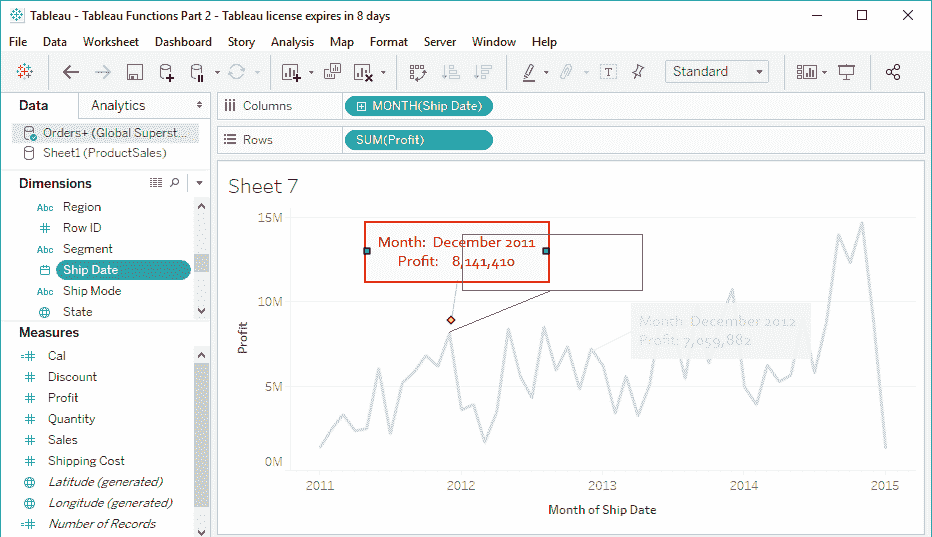 Tableau - Tableau Functions Part 2 - Tableau license expires in 8 days
File Data Worksheet Dashboard Story Analysis Map Format Server Window Help
Standard
Data Analytics
Orders+ (Global Superst...
Sheet1 (ProductSales)
Dimensions
Abc Region
Row ID
Abc Segment
Ship Date
Abc Ship Mode
State
Measures
Cal
Discount
Profit
Quantity
Sales
Shipping Cost
Latitude (generated)
Longitude (generated)
Number of Records
Columns MONTH(Ship Date)
Rows SUM(Profit)
Sheet 7
15M
10M
5M
0M
Profit
Month: December 2011
Profit: 8,141,410
Month: December 2012
Profit: 7,059,882
2011 2012 2013 2014 2015
Month of Ship Date